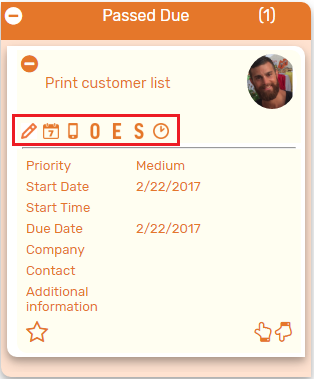 Passed Due (1)
Print customer list
7 O E S
Priority Medium
Start Date 2/22/2017
Start Time
Due Date 2/22/2017
Company
Contact
Additional
information